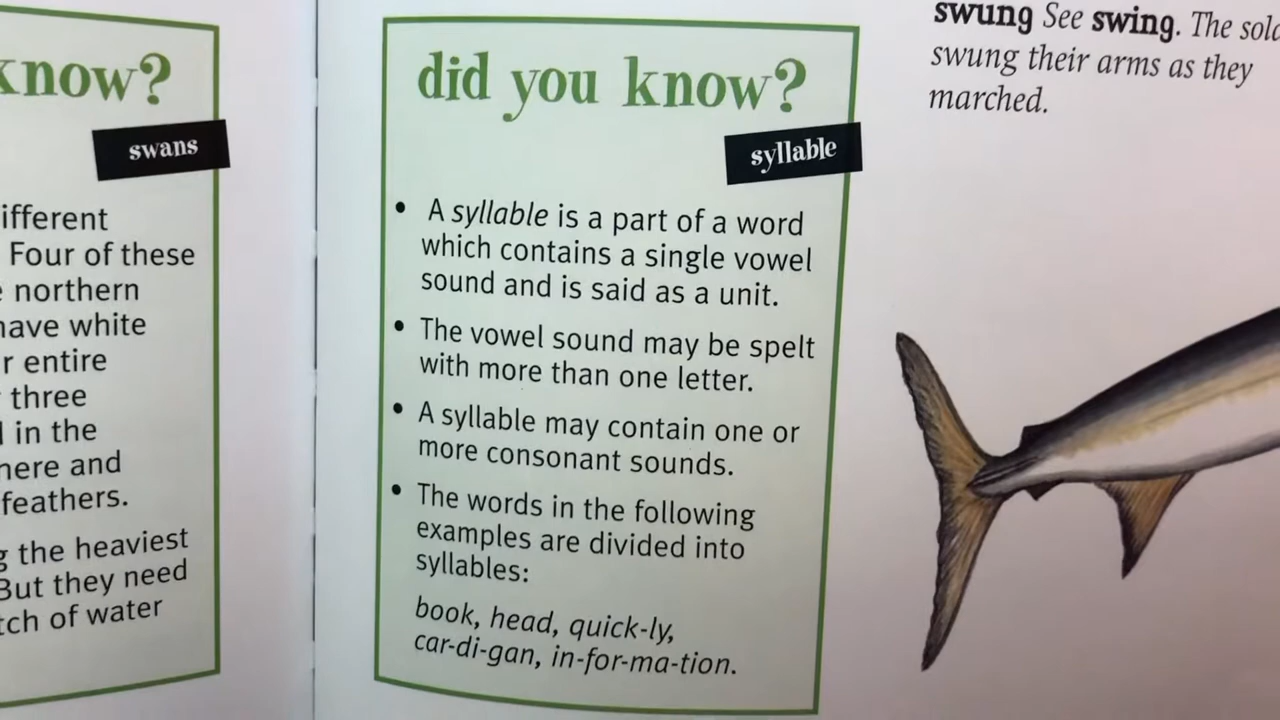 know?
swans
different
Four of these
northern
have white
entire
three
in the
and
feathers.
the heaviest
But they need
of water
did you know?
syllable
• A syllable is a part of a word
which contains a single vowel
sound and is said as a unit.
• The vowel sound may be spelt
with more than one letter.
• A syllable may contain one or
more consonant sounds.
• The words in the following
examples are divided into
syllables:
book, head, quick-ly,
car-di-gan, in-for-ma-tion.
swung See swing. The
swung their arms as they
marched.